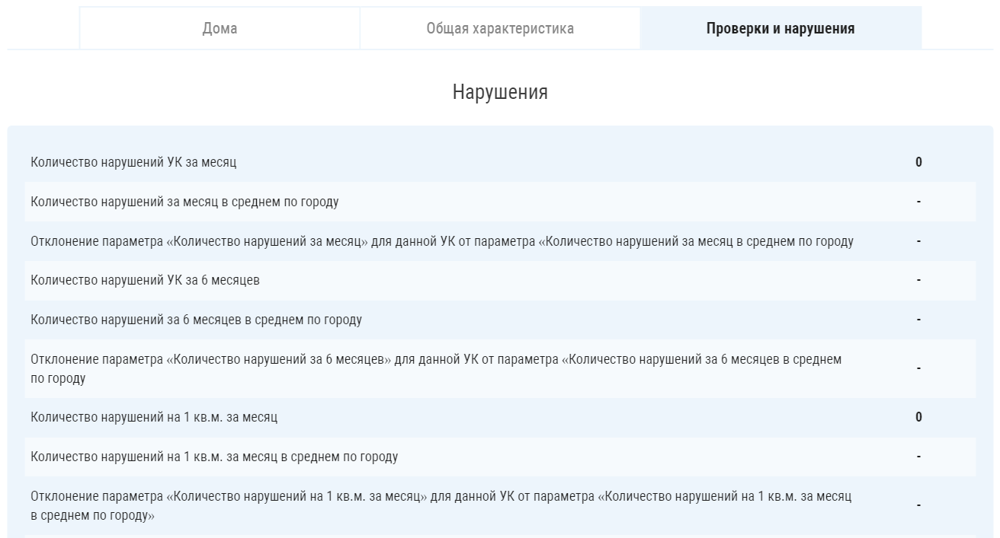 Дома
Общая характеристика
Проверки и нарушения
Нарушения
Количество нарушений УК за месяц 0
Количество нарушений за месяц в среднем по городу -
Отклонение параметра «Количество нарушений за месяц» для данной УК от параметра «Количество нарушений за месяц в среднем по городу -
Количество нарушений УК за 6 месяцев -
Количество нарушений за 6 месяцев в среднем по городу -
Отклонение параметра «Количество нарушений за 6 месяцев» для данной УК от параметра «Количество нарушений за 6 месяцев в среднем
по городу -
Количество нарушений на 1 кв.м. за месяц 0
Количество нарушений на 1 кв.м. за месяц в среднем по городу -
Отклонение параметра «Количество нарушений на 1 кв.м. за месяц» для данной УК от параметра «Количество нарушений на 1 кв.м. за месяц
в среднем по городу» -